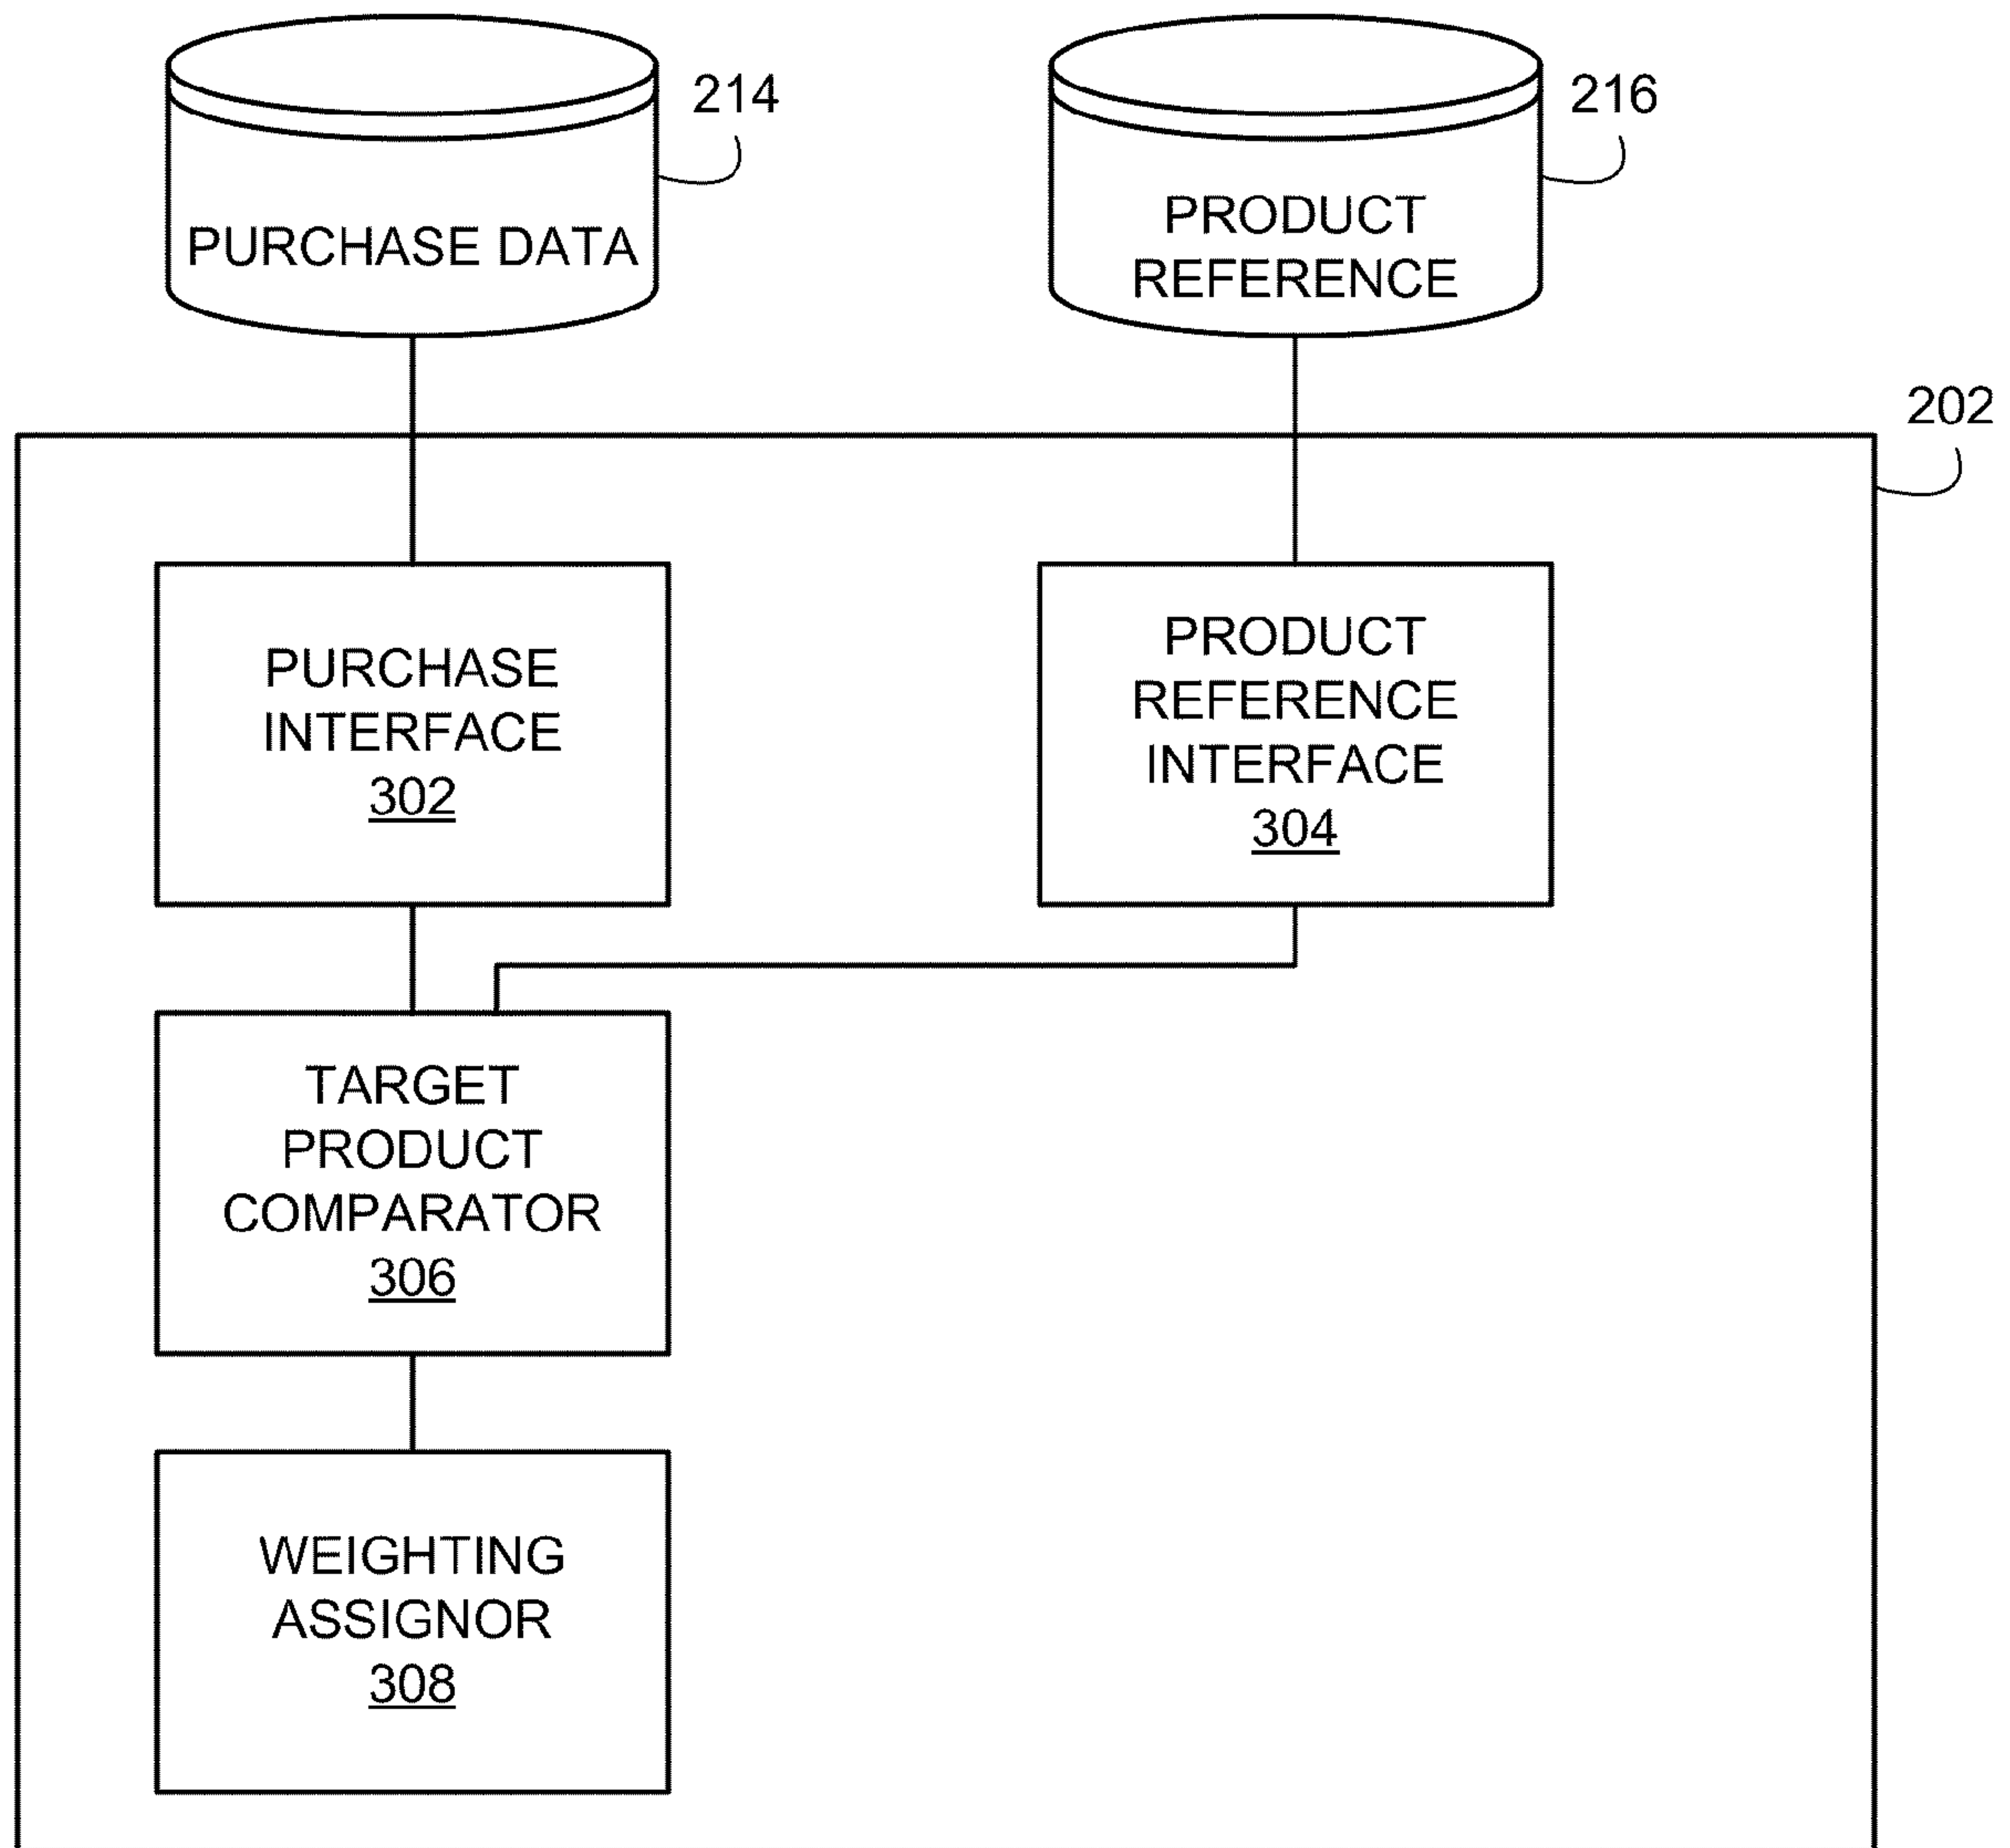 214
216
PURCHASE DATA
PRODUCT
REFERENCE
202
PURCHASE
INTERFACE
302
PRODUCT
REFERENCE
INTERFACE
304
TARGET
PRODUCT
COMPARATOR
306
WEIGHTING
ASSIGNOR
308